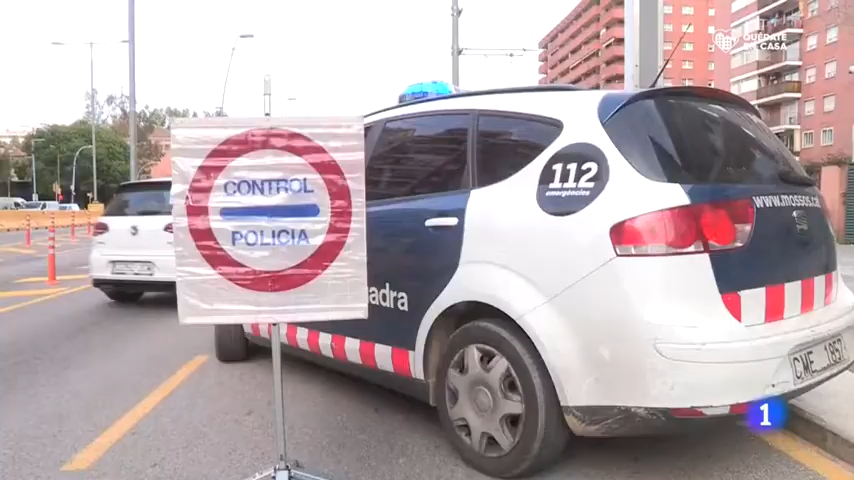 QUÉDATE
EN CASA
CONTROL
POLICIA
112
emergències
www.mossos.cat
adra
CME 1857
1